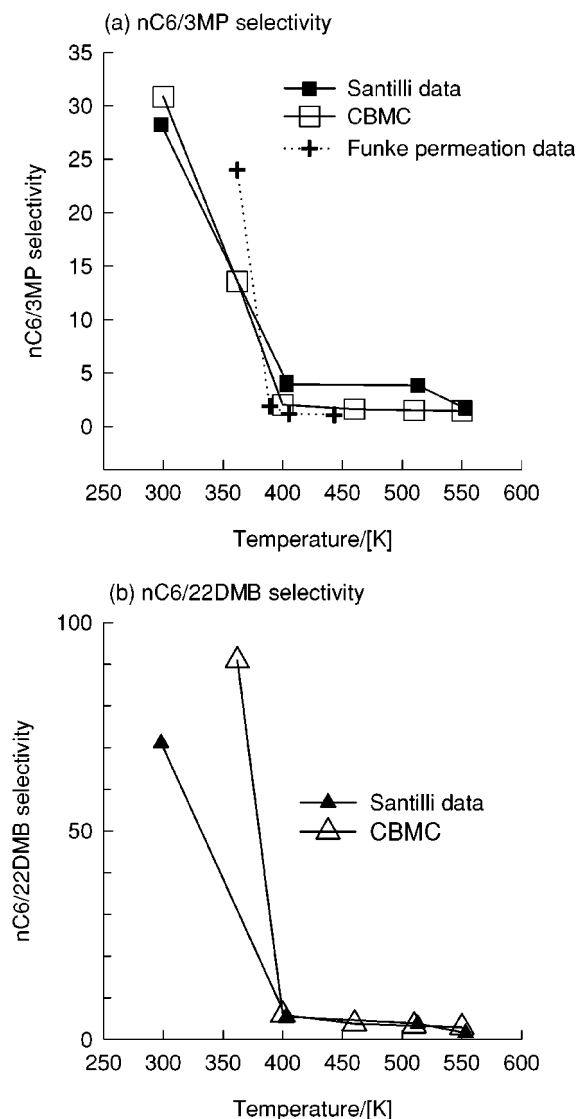 (a) nC6/3MP selectivity
35
30
25
20
15
10
5
0
nC6/3MP selectivity
Santilli data
CBMC
Funke permeation data
250 300 350 400 450 500 550 600
Temperature/[K]
(b) nC6/22DMB selectivity
100
50
0
nC6/22DMB selectivity
Santilli data
CBMC
250 300 350 400 450 500 550 600
Temperature/[K]